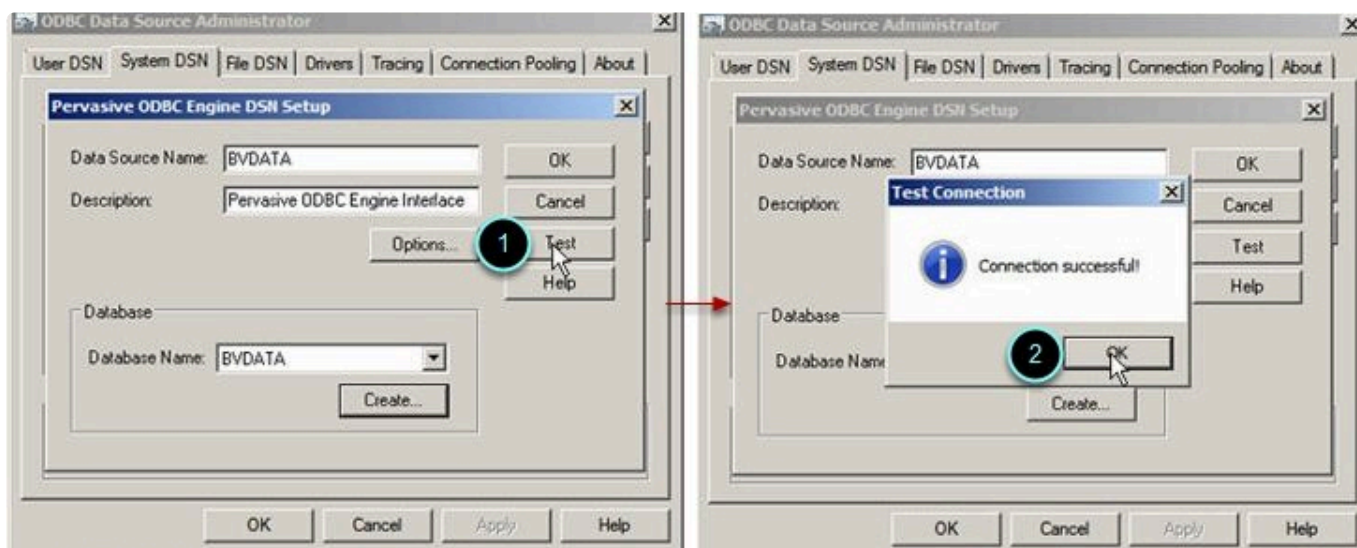 ODBC Data Source Administrator
User DSN System DSN File DSN Drivers Tracing Connection Pooling About
Pervasive ODBC Engine DSN Setup
Data Source Name: BVDATA OK
Description: Pervasive ODBC Engine Interface Cancel
Options... 1 Test
Help
Database
Database Name: BVDATA
Create...
OK Cancel Apply Help
ODBC Data Source Administrator
User DSN System DSN File DSN Drivers Tracing Connection Pooling About
Pervasive ODBC Engine DSN Setup
Data Source Name: BVDATA OK
Test Connection
Description: Cancel
Connection successful!
Test
Help
Database
2 OK
Database Name
Create...
OK Cancel Apply Help